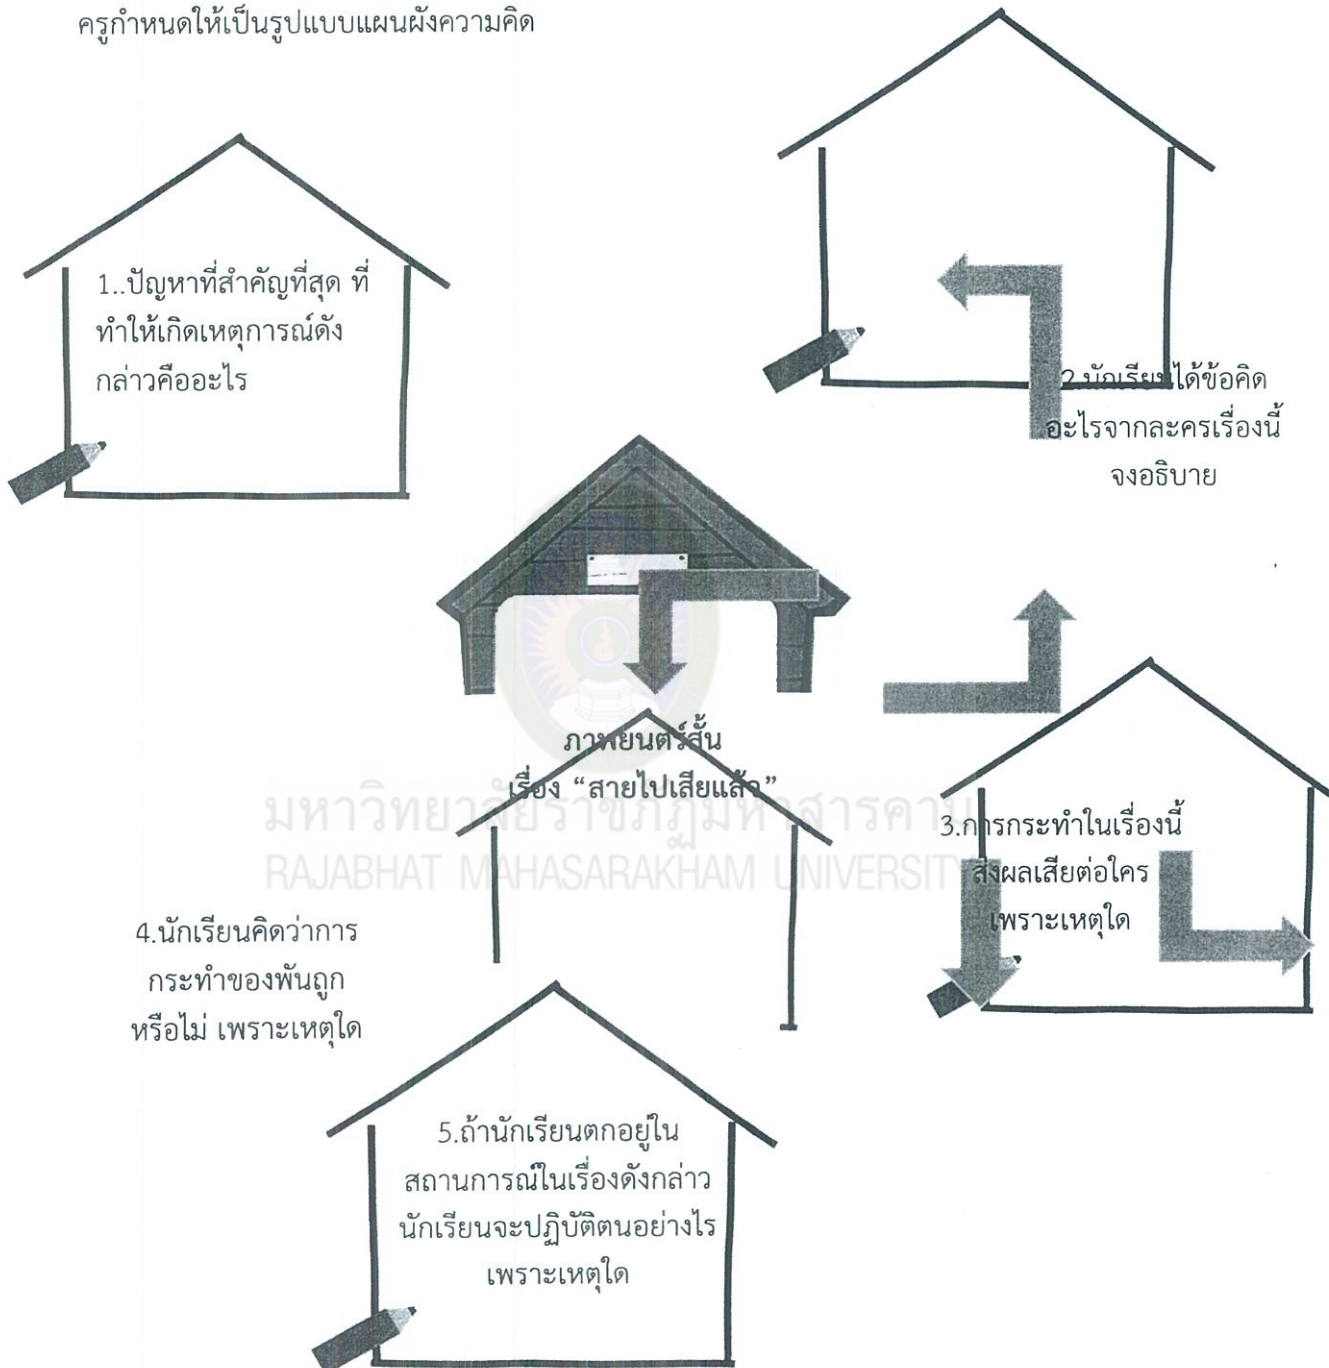 ครูกำหนดให้เป็นรูปแบบแผนผังความคิด
1..ปัญหาที่สำคัญที่สุด ที่
ทำให้เกิดเหตุการณ์ดัง
กล่าวคืออะไร
2.นักเรียนได้ข้อคิด
อะไรจากละครเรื่องนี้
จงอธิบาย
ภาพยนตร์สั้น
เรื่อง “สายไปเสียแล้ว”
มหาวิทยาลัยราชภัฏมหาสารคาม
RAJABHAT MAHASARAKHAM UNIVERSITY
3.การกระทำในเรื่องนี้
ส่งผลเสียต่อใคร
เพราะเหตุใด
4.นักเรียนคิดว่าการ
กระทำของพันถูก
หรือไม่ เพราะเหตุใด
5.ถ้านักเรียนตกอยู่ใน
สถานการณ์ในเรื่องดังกล่าว
นักเรียนจะปฏิบัติตนอย่างไร
เพราะเหตุใด